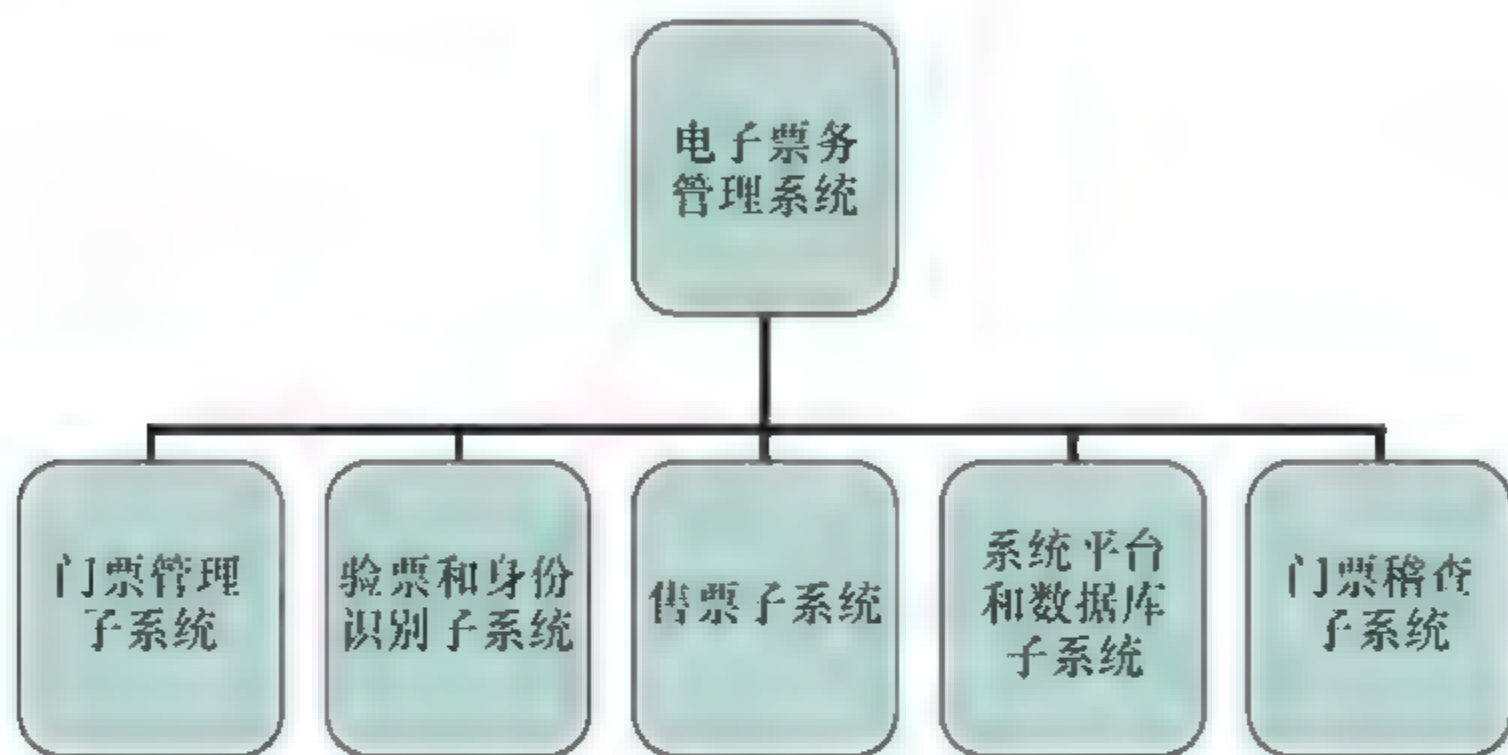 电子票务
管理系统
门票管理
子系统
验票和身份
识别子系统
售票子系统
系统平台
和数据库
子系统
门票稽查
子系统